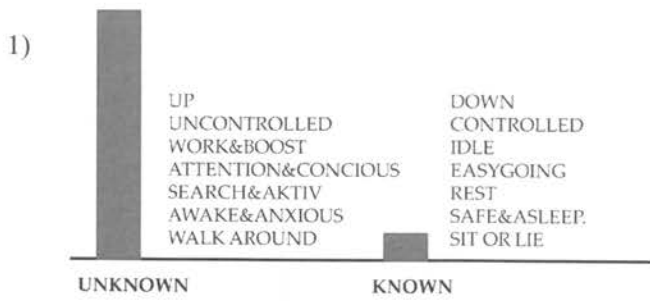 1)
UP
UNCONTROLLED
WORK&BOOST
ATTENTION&CONCIOUS
SEARCH&AKTIV
AWAKE&ANXIOUS
WALK AROUND
DOWN
CONTROLLED
IDLE
EASYGOING
REST
SAFE&ASLEEP.
SIT OR LIE
UNKNOWN
KNOWN